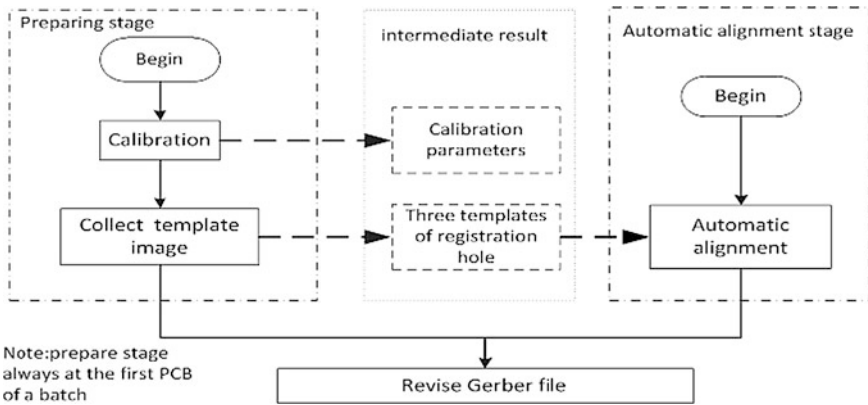 Preparing stage
Begin
Calibration
Collect template
image
intermediate result
Calibration
parameters
Three templates
of registration
hole
Automatic alignment stage
Begin
Automatic
alignment
Note:prepare stage
always at the first PCB
of a batch
Revise Gerber file